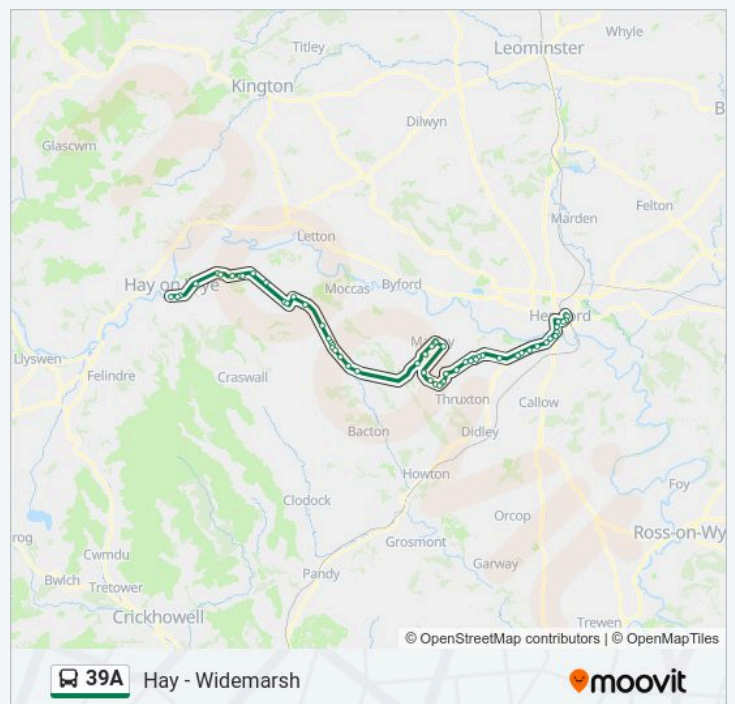 Whyle
Titley
Leominster
Kington
B
Dilwyn
Glascwm
Felton
Marden
Letton
Hay on Wye
Moccas
Byford
Hereford
Llyswen
Felindre
Craswall
Thruxton
Callow
Bacton
Didley
Howton
Foy
Clodock
Orcop
Ross-on-Wy
rog
Grosmont
Cwmdu
Garway
Pandy
Bwlch
Tretower
Crickhowell
Trewen
© OpenStreetMap contributors | © OpenMapTiles
39A Hay - Widemarsh
moovit